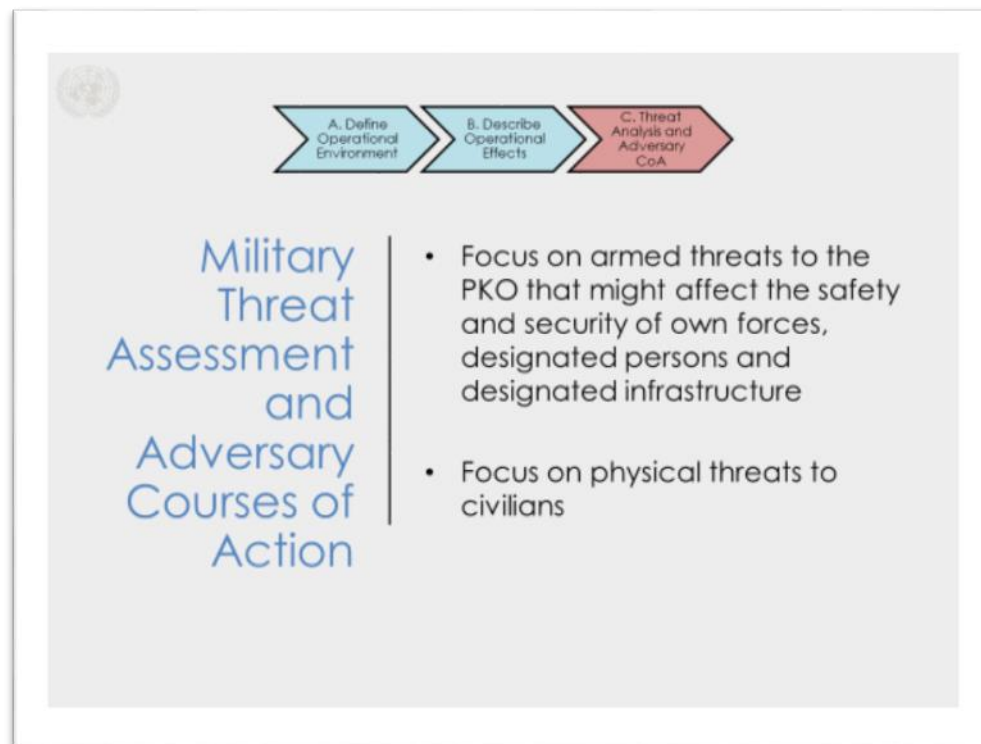 A. Define
Operational
Environment
B. Describe
Operational
Effects
C. Threat
Analysis and
Adversary
CoA
Military
Threat
Assessment
and
Adversary
Courses of
Action
• Focus on armed threats to the
PKO that might affect the safety
and security of own forces,
designated persons and
designated infrastructure
• Focus on physical threats to
civilians